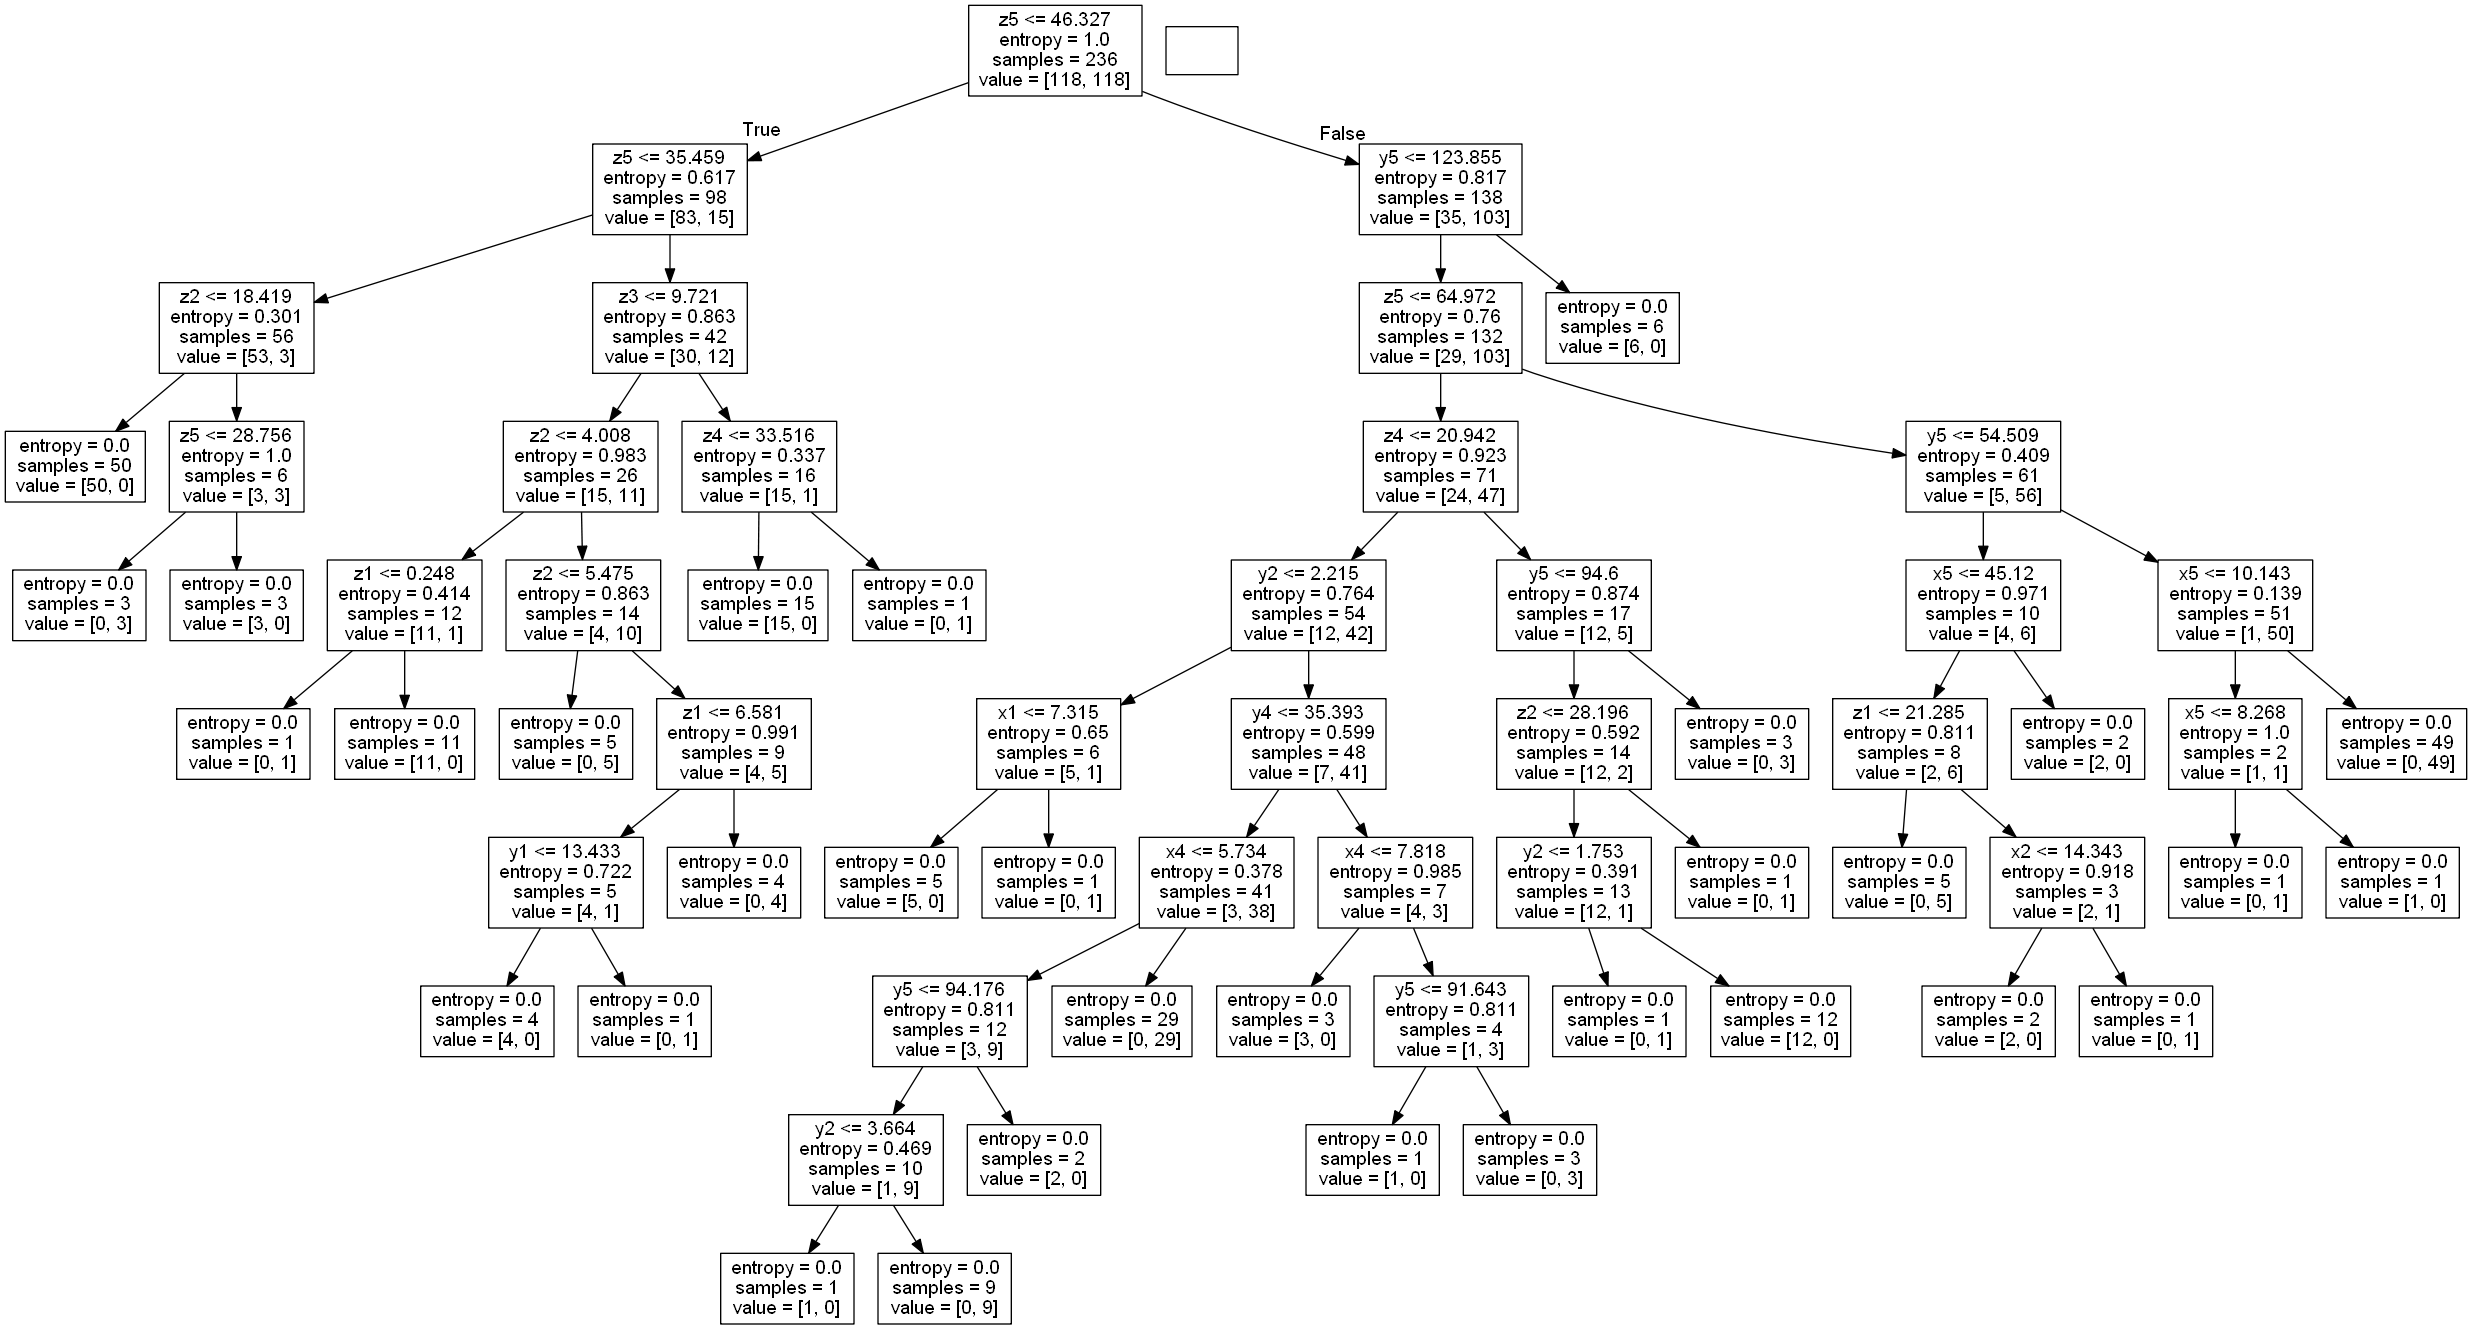 z5 <= 46.327
entropy = 1.0
samples = 236
value = [118, 118]
True
False
z5 <= 35.459
entropy = 0.617
samples = 98
value = [83, 15]
y5 <= 123.855
entropy = 0.817
samples = 138
value = [35, 103]
z2 <= 18.419
entropy = 0.301
samples = 56
value = [53, 3]
z3 <= 9.721
entropy = 0.863
samples = 42
value = [30, 12]
z5 <= 64.972
entropy = 0.76
samples = 132
value = [29, 103]
entropy = 0.0
samples = 6
value = [6, 0]
entropy = 0.0
samples = 50
value = [50, 0]
z5 <= 28.756
entropy = 1.0
samples = 6
value = [3, 3]
z2 <= 4.008
entropy = 0.983
samples = 26
value = [15, 11]
z4 <= 33.516
entropy = 0.337
samples = 16
value = [15, 1]
z4 <= 20.942
entropy = 0.923
samples = 71
value = [24, 47]
y5 <= 54.509
entropy = 0.409
samples = 61
value = [5, 56]
entropy = 0.0
samples = 3
value = [0, 3]
entropy = 0.0
samples = 3
value = [3, 0]
z1 <= 0.248
entropy = 0.414
samples = 12
value = [11, 1]
z2 <= 5.475
entropy = 0.863
samples = 14
value = [4, 10]
entropy = 0.0
samples = 15
value = [15, 0]
entropy = 0.0
samples = 1
value = [0, 1]
y2 <= 2.215
entropy = 0.764
samples = 54
value = [12, 42]
y5 <= 94.6
entropy = 0.874
samples = 17
value = [12, 5]
x5 <= 45.12
entropy = 0.971
samples = 10
value = [4, 6]
x5 <= 10.143
entropy = 0.139
samples = 51
value = [1, 50]
entropy = 0.0
samples = 1
value = [0, 1]
entropy = 0.0
samples = 11
value = [11, 0]
entropy = 0.0
samples = 5
value = [0, 5]
z1 <= 6.581
entropy = 0.991
samples = 9
value = [4, 5]
x1 <= 7.315
entropy = 0.65
samples = 6
value = [5, 1]
y4 <= 35.393
entropy = 0.599
samples = 48
value = [7, 41]
z2 <= 28.196
entropy = 0.592
samples = 14
value = [12, 2]
entropy = 0.0
samples = 3
value = [0, 3]
z1 <= 21.285
entropy = 0.811
samples = 8
value = [2, 6]
entropy = 0.0
samples = 2
value = [2, 0]
x5 <= 8.268
entropy = 1.0
samples = 2
value = [1, 1]
entropy = 0.0
samples = 49
value = [0, 49]
y1 <= 13.433
entropy = 0.722
samples = 5
value = [4, 1]
entropy = 0.0
samples = 4
value = [0, 4]
entropy = 0.0
samples = 5
value = [5, 0]
entropy = 0.0
samples = 1
value = [0, 1]
x4 <= 5.734
entropy = 0.378
samples = 41
value = [3, 38]
x4 <= 7.818
entropy = 0.985
samples = 7
value = [4, 3]
y2 <= 1.753
entropy = 0.391
samples = 13
value = [12, 1]
entropy = 0.0
samples = 1
value = [0, 1]
entropy = 0.0
samples = 5
value = [0, 5]
x2 <= 14.343
entropy = 0.918
samples = 3
value = [2, 1]
entropy = 0.0
samples = 1
value = [0, 1]
entropy = 0.0
samples = 1
value = [1, 0]
entropy = 0.0
samples = 4
value = [4, 0]
entropy = 0.0
samples = 1
value = [0, 1]
y5 <= 94.176
entropy = 0.811
samples = 12
value = [3, 9]
entropy = 0.0
samples = 29
value = [0, 29]
entropy = 0.0
samples = 3
value = [3, 0]
y5 <= 91.643
entropy = 0.811
samples = 4
value = [1, 3]
entropy = 0.0
samples = 1
value = [0, 1]
entropy = 0.0
samples = 12
value = [12, 0]
entropy = 0.0
samples = 2
value = [2, 0]
entropy = 0.0
samples = 1
value = [0, 1]
y2 <= 3.664
entropy = 0.469
samples = 10
value = [1, 9]
entropy = 0.0
samples = 2
value = [2, 0]
entropy = 0.0
samples = 1
value = [1, 0]
entropy = 0.0
samples = 3
value = [0, 3]
entropy = 0.0
samples = 1
value = [1, 0]
entropy = 0.0
samples = 9
value = [0, 9]